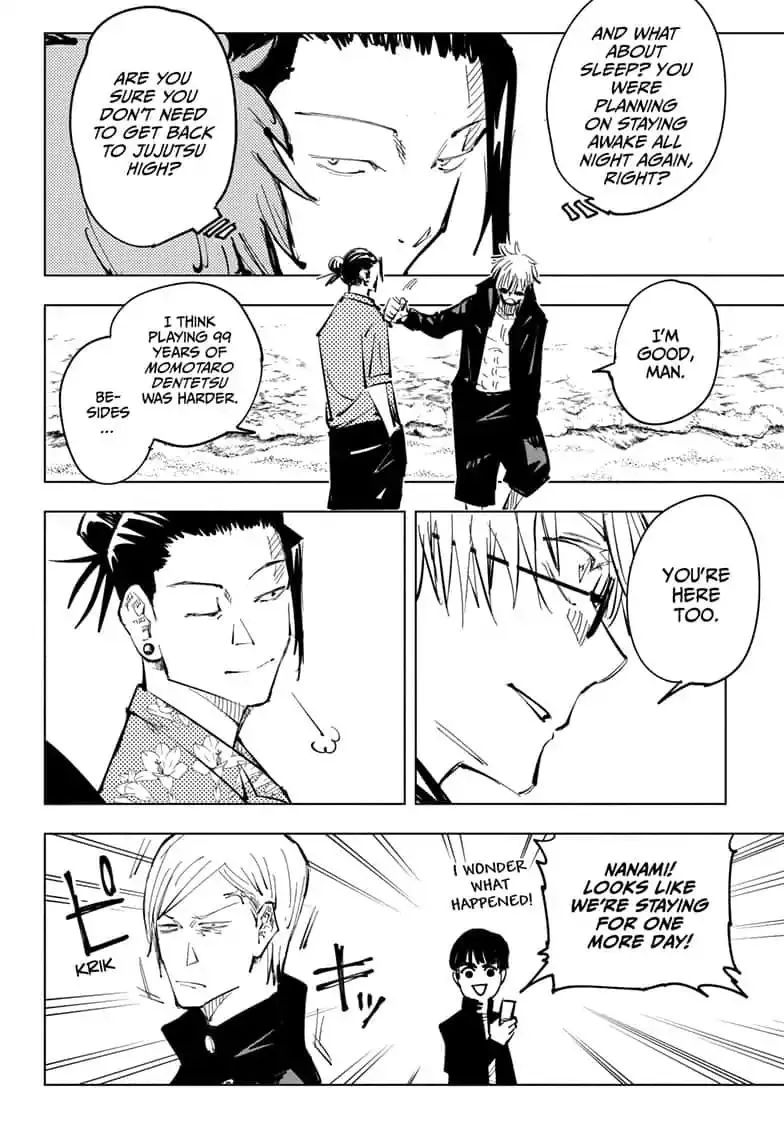 AND WHAT
ABOUT
SLEEP? YOU
WERE
PLANNING
ON STAYING
AWAKE ALL
NIGHT AGAIN,
RIGHT?
ARE YOU
SURE YOU
DON'T NEED
TO GET BACK
TO JUJUTSU
HIGH?
I'M
GOOD,
MAN.
I THINK
PLAYING 99
YEARS OF
MOMOTARO
DENTETSU
WAS HARDER.
BE-
SIDES
...
YOU'RE
HERE
TOO.
NANAMI!
LOOKS LIKE
WE'RE STAYING
FOR ONE
MORE DAY!
I WONDER
WHAT
HAPPENED!
ピキッ
KRIK